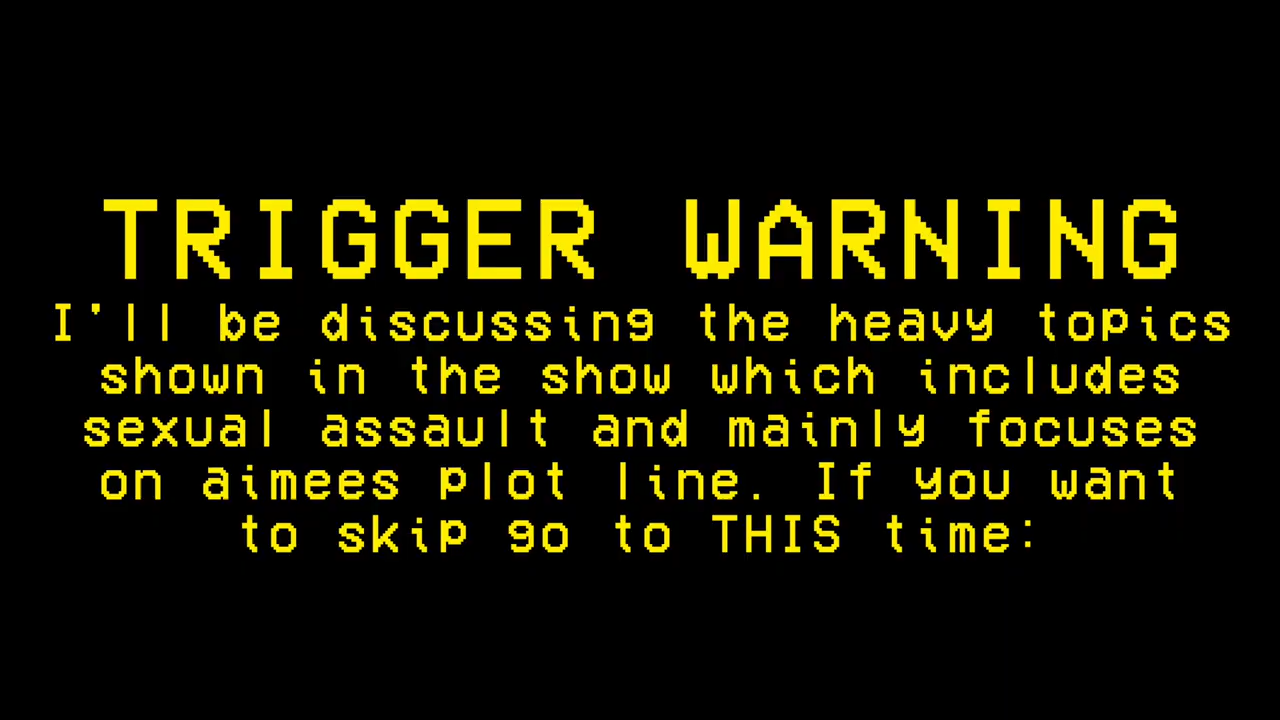 TRIGGER WARNING
I'll be discussing the heavy topics
shown in the show which includes
sexual assault and mainly focuses
on aimees plot line. If you want
to skip go to THIS time: